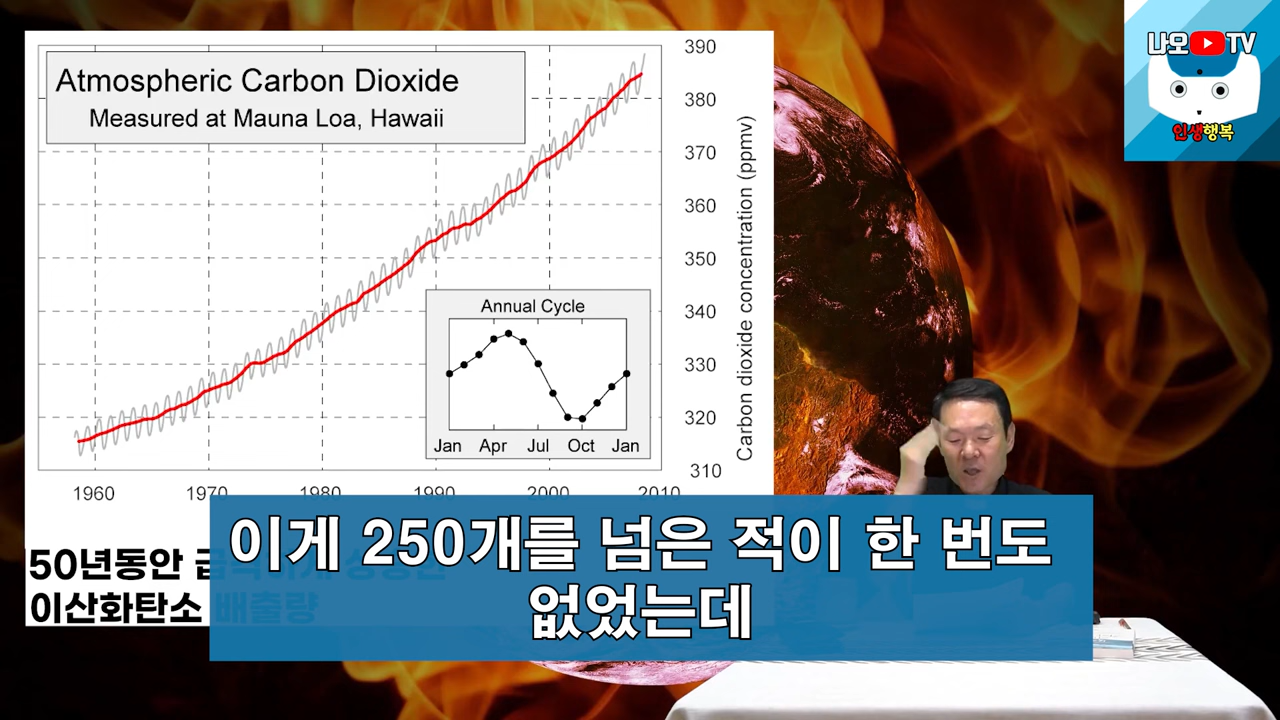 나오 TV
인생행복
Atmospheric Carbon Dioxide
Measured at Mauna Loa, Hawaii
390
380
370
360
350
340
330
320
310
Carbon dioxide concentration (ppmv)
Annual Cycle
Jan Apr Jul Oct Jan
1960 1970 1980 1990 2000 2010
50년동안
이산화탄소 배출량
이게 250개를 넘은 적이 한 번도
없었는데